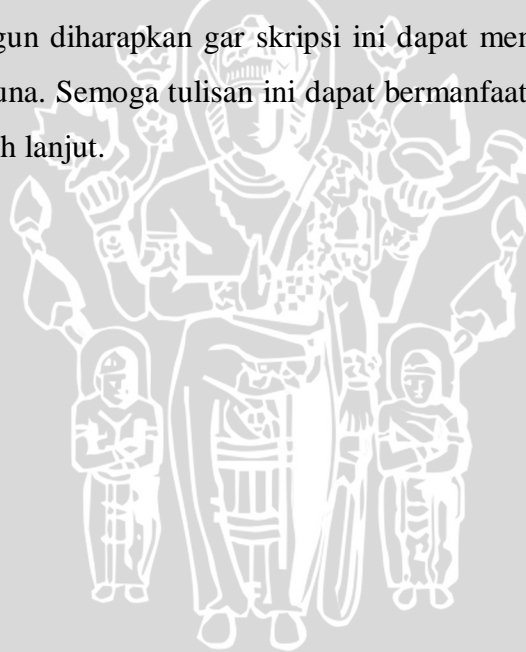 gun diharapkan gar skripsi ini dapat men
una. Semoga tulisan ini dapat bermanfaat
h lanjut.